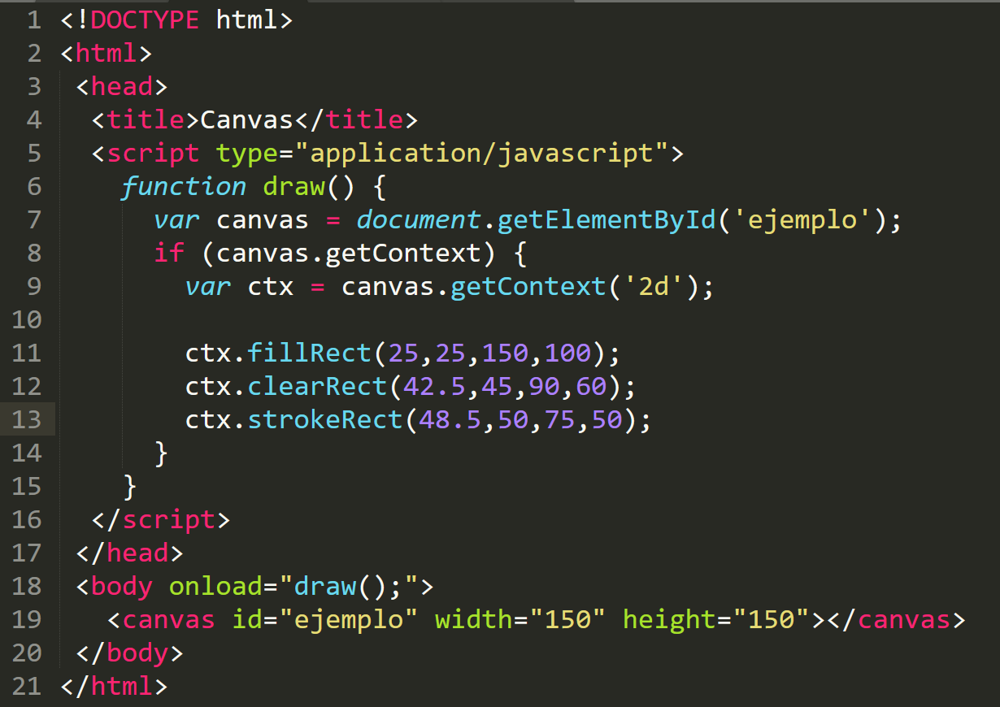 1 <!DOCTYPE html>
2 <html>
3  <head>
4   <title>Canvas</title>
5   <script type="application/javascript">
6     function draw() {
7       var canvas = document.getElementById('ejemplo');
8       if (canvas.getContext) {
9         var ctx = canvas.getContext('2d');
10
11         ctx.fillRect(25,25,150,100);
12         ctx.clearRect(42.5,45,90,60);
13         ctx.strokeRect(48.5,50,75,50);
14       }
15     }
16   </script>
17  </head>
18  <body onload="draw();">
19    <canvas id="ejemplo" width="150" height="150"></canvas>
20  </body>
21 </html>